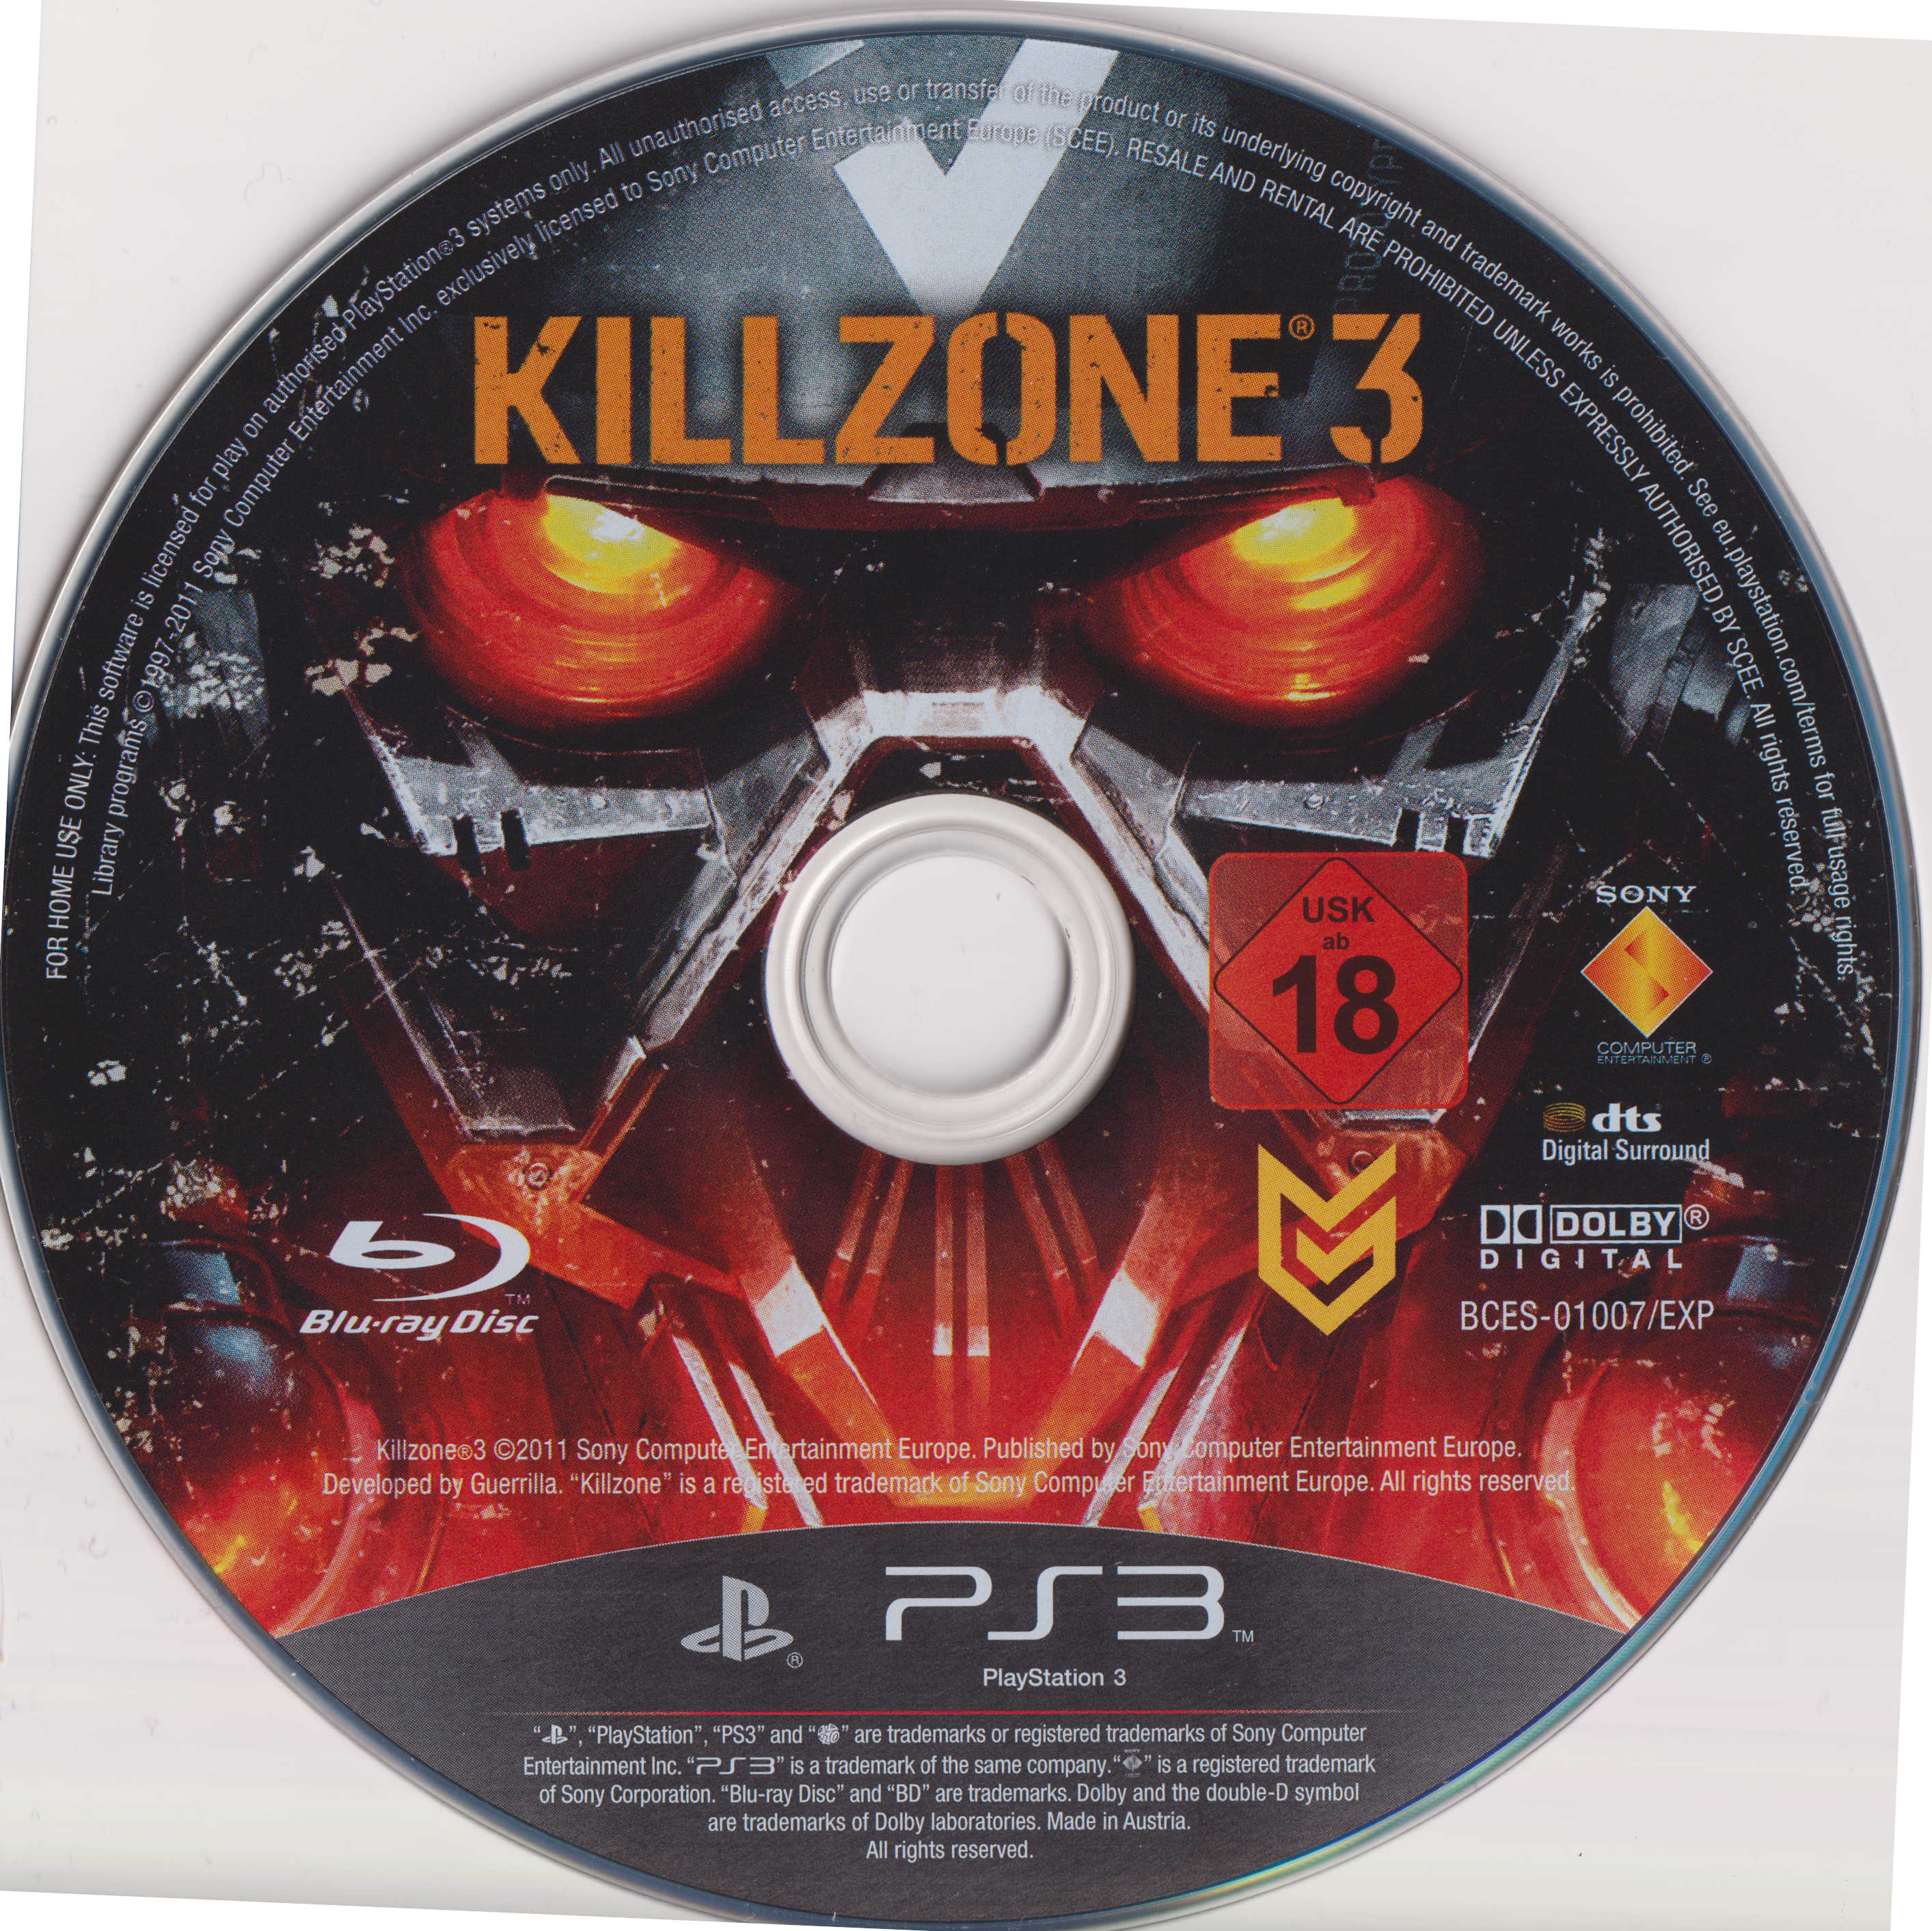 FOR HOME USE ONLY: This software is licensed for play on authorised PlayStation®3 systems only. All unauthorised access, use or transfer of the product or its underlying copyright and trademark works is prohibited. See eu.playstation.com/terms for full usage rights.
Library programs ©1997-2011 Sony Computer Entertainment Inc. exclusively licensed to Sony Computer Entertainment Europe (SCEE). RESALE AND RENTAL ARE PROHIBITED UNLESS EXPRESSLY AUTHORISED BY SCEE. All rights reserved.
KILLZONE®3
USK
ab
18
SONY
COMPUTER
ENTERTAINMENT ®
dts
Digital Surround
DOLBY®
DIGITAL
BCES-01007/EXP
TM
Blu-ray Disc
Killzone®3 ©2011 Sony Computer Entertainment Europe. Published by Sony Computer Entertainment Europe.
Developed by Guerrilla. “Killzone” is a registered trademark of Sony Computer Entertainment Europe. All rights reserved.
® PS3 TM
PlayStation 3
“ ”, “PlayStation”, “PS3” and “ ” are trademarks or registered trademarks of Sony Computer
Entertainment Inc. “PS3” is a trademark of the same company.“ ” is a registered trademark
of Sony Corporation. “Blu-ray Disc” and “BD” are trademarks. Dolby and the double-D symbol
are trademarks of Dolby laboratories. Made in Austria.
All rights reserved.